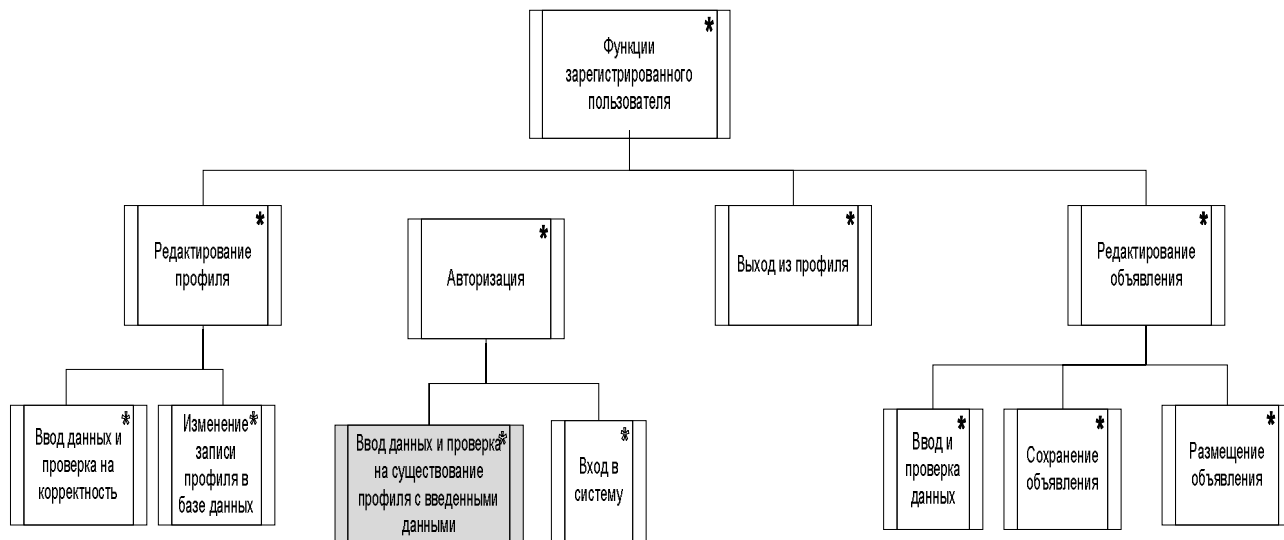 *
Функции
зарегистрированного
пользователя
*
Редактирование
профиля
*
Авторизация
*
Выход из профиля
*
Редактирование
объявления
*
Ввод данных и
проверка на
корректность
*
Изменение
записи
профиля в
базе данных
*
Ввод данных и проверка
на существование
профиля с введенными
данными
*
Вход в
систему
*
Ввод и
проверка
данных
*
Сохранение
объявления
*
Размещение
объявления